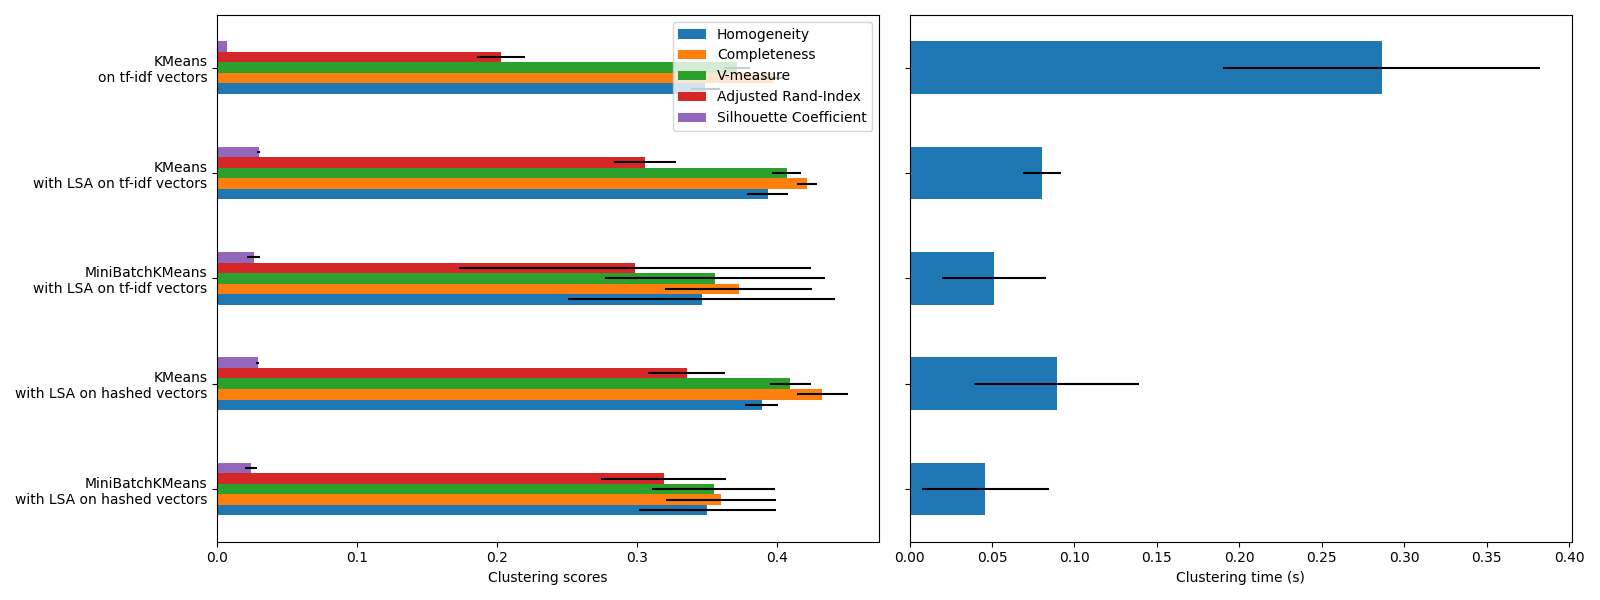 KMeans
on tf-idf vectors
KMeans
with LSA on tf-idf vectors
MiniBatchKMeans
with LSA on tf-idf vectors
KMeans
with LSA on hashed vectors
MiniBatchKMeans
with LSA on hashed vectors
Homogeneity
Completeness
V-measure
Adjusted Rand-Index
Silhouette Coefficient
0.0 0.1 0.2 0.3 0.4
Clustering scores
0.00 0.05 0.10 0.15 0.20 0.25 0.30 0.35 0.40
Clustering time (s)